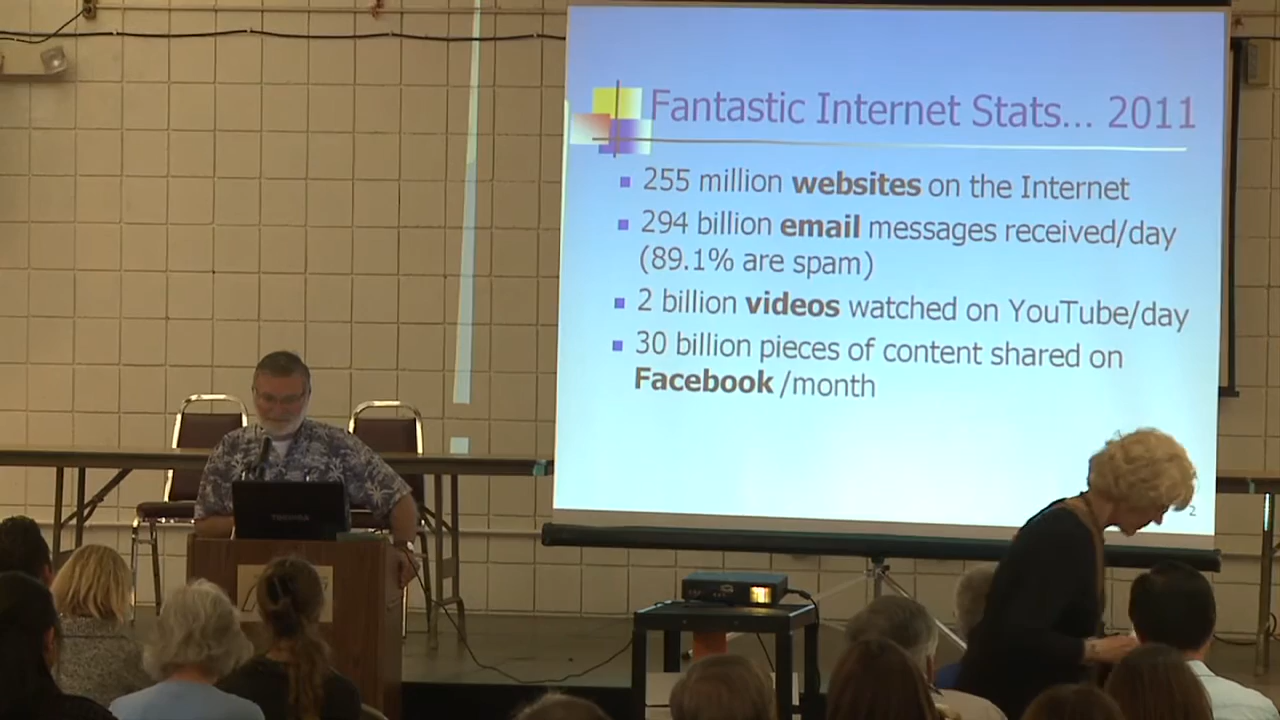 Fantastic Internet Stats... 2011
255 million websites on the Internet
294 billion email messages received/day
(89.1% are spam)
2 billion videos watched on YouTube/day
30 billion pieces of content shared on
Facebook /month
2
TOSHIBA